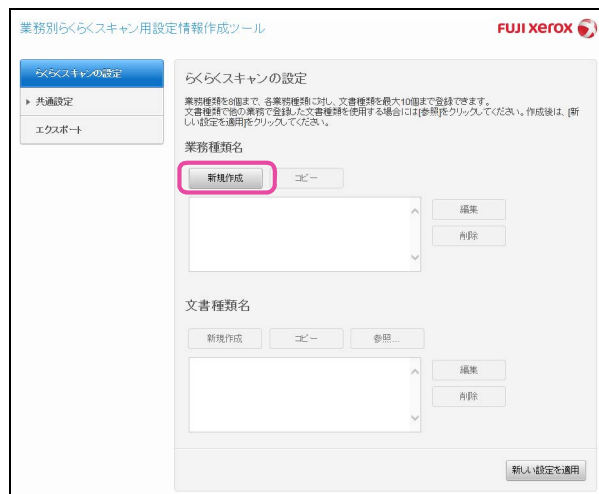 業務別らくらくスキャン用設定情報作成ツール
FUJI XEROX
らくらくスキャンの設定
共通設定
エクスポート
らくらくスキャンの設定
業務種類を8個まで、各業務種類に対し、文書種類を最大10個まで登録できます。
文書種類で他の業務で登録した文書種類を使用する場合には[参照]をクリックしてください。作成後は、[新
しい設定を適用]をクリックしてください。
業務種類名
新規作成 コピー
編集
削除
文書種類名
新規作成 コピー 参照...
編集
削除
新しい設定を適用